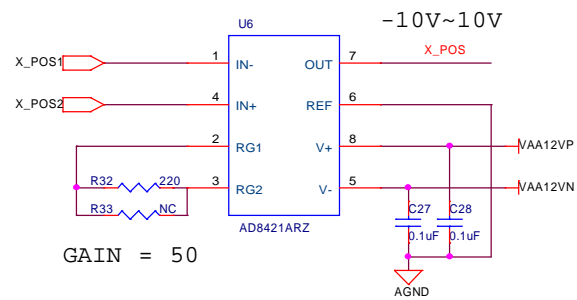 U6
-10V~10V
X_POS1
1
IN-
OUT
7
X_POS
X_POS2
4
IN+
REF
6
2
RG1
V+
8
VAA12VP
R32
220
3
RG2
V-
5
VAA12VN
R33
NC
C27
C28
AD8421ARZ
0.1uF
0.1uF
GAIN = 50
AGND